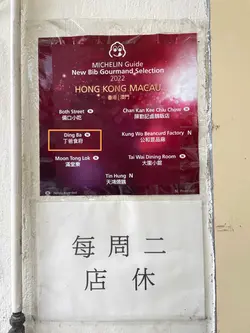 MICHELIN Guide
New Bib Gourmand Selection
2022
HONG KONG MACAU
香港 | 澳門
Both Street
Chan Kan Kee Chiu Chow
陳勤記鹵鵝飯店
Ding Ba
丁爸食府
Kung Wo Beancurd Factory N
公和荳品廠
Moon Tong Lok
滿堂樂
Tai Wai Dining Room
大圍小館
Tin Hung N
天鴻燒鵝
每周二
店休